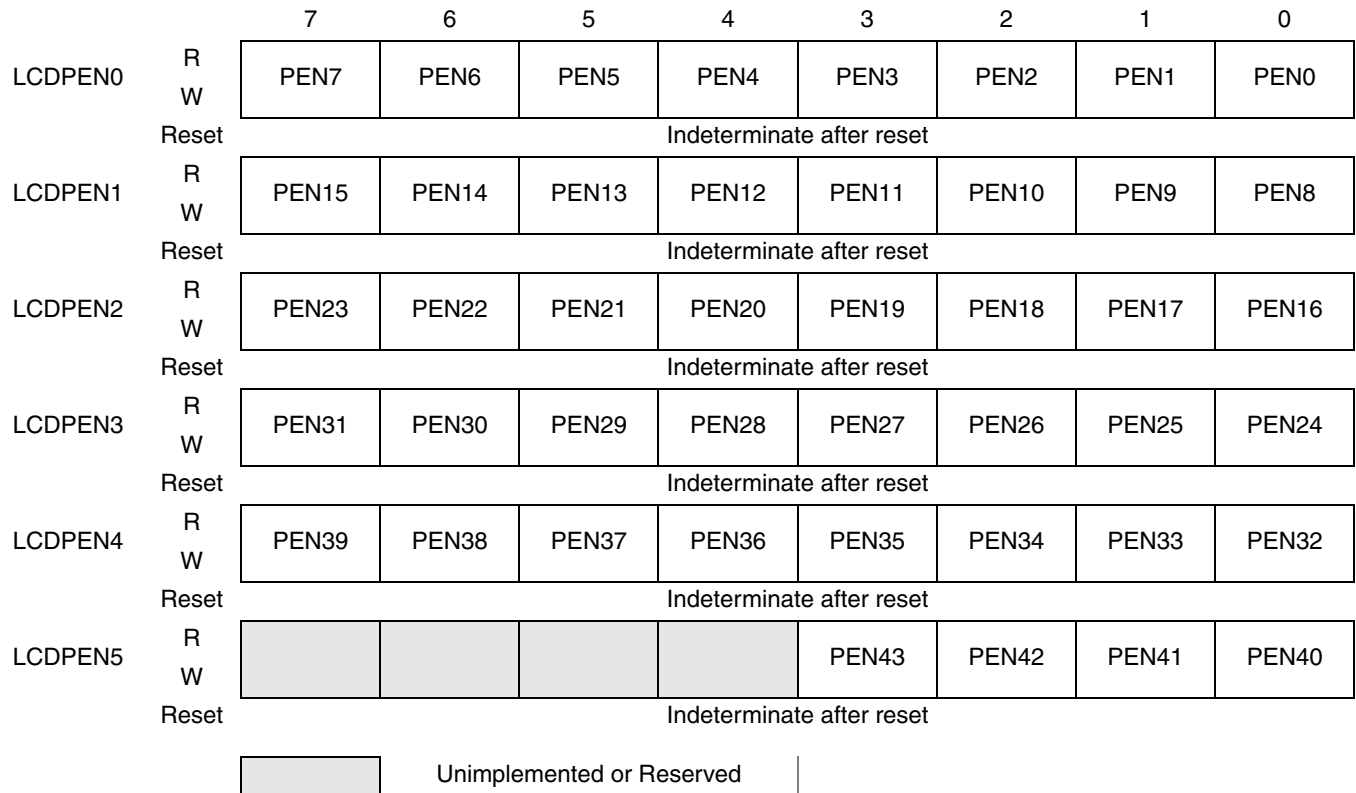 7 6 5 4 3 2 1 0
R
LCDPEN0 PEN7 PEN6 PEN5 PEN4 PEN3 PEN2 PEN1 PEN0
W
Reset Indeterminate after reset
R
LCDPEN1 PEN15 PEN14 PEN13 PEN12 PEN11 PEN10 PEN9 PEN8
W
Reset Indeterminate after reset
R
LCDPEN2 PEN23 PEN22 PEN21 PEN20 PEN19 PEN18 PEN17 PEN16
W
Reset Indeterminate after reset
R
LCDPEN3 PEN31 PEN30 PEN29 PEN28 PEN27 PEN26 PEN25 PEN24
W
Reset Indeterminate after reset
R
LCDPEN4 PEN39 PEN38 PEN37 PEN36 PEN35 PEN34 PEN33 PEN32
W
Reset Indeterminate after reset
R
LCDPEN5 PEN43 PEN42 PEN41 PEN40
W
Reset Indeterminate after reset
Unimplemented or Reserved